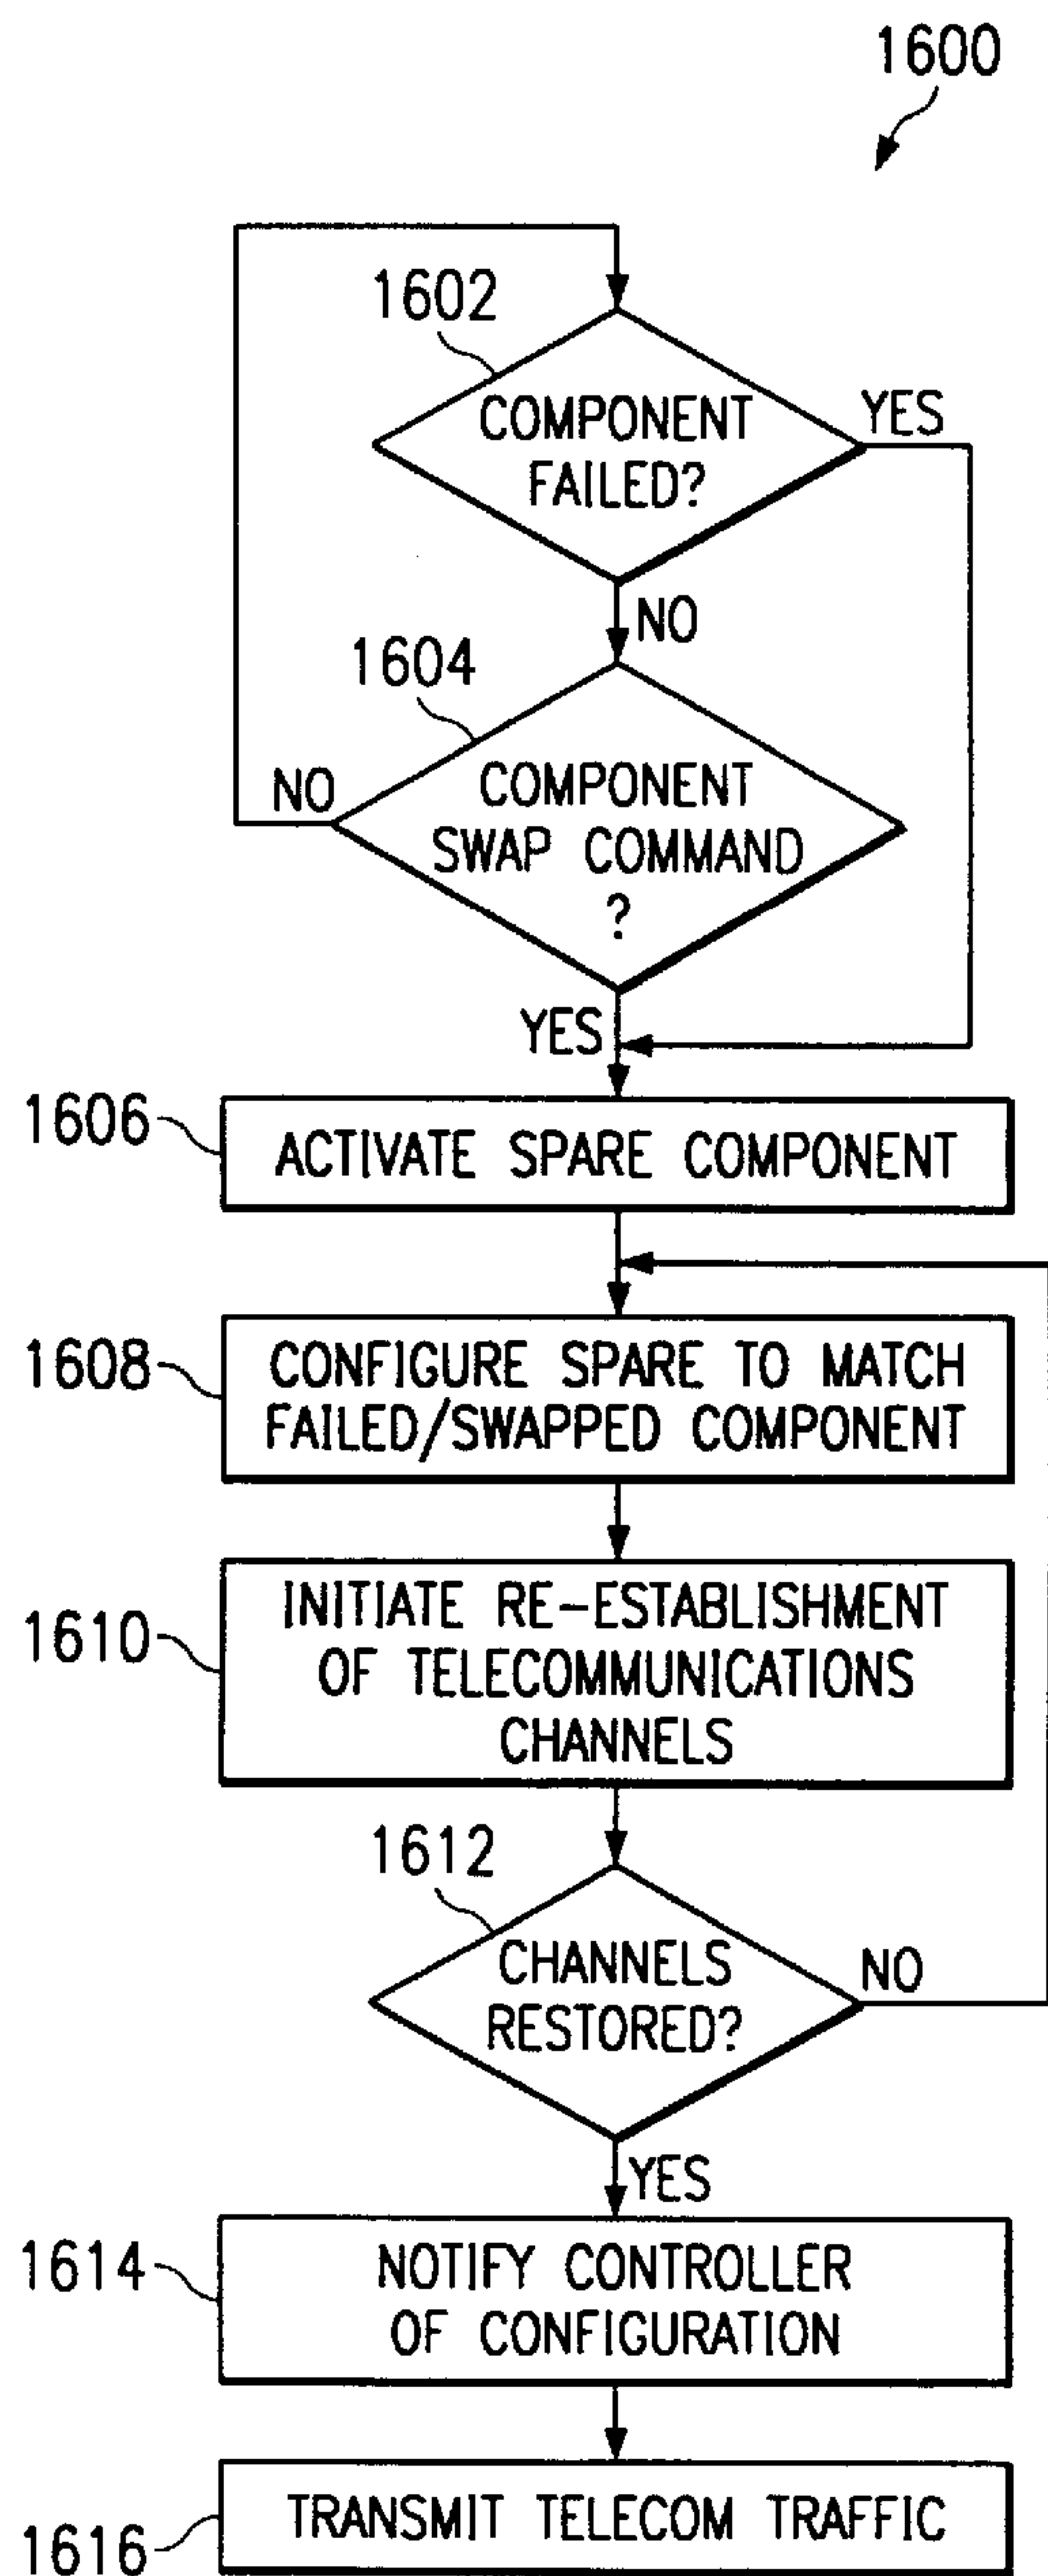 1600
1602
COMPONENT
FAILED?
YES
NO
1604
COMPONENT
SWAP COMMAND
?
NO
YES
1606
ACTIVATE SPARE COMPONENT
1608
CONFIGURE SPARE TO MATCH
FAILED/SWAPPED COMPONENT
1610
INITIATE RE-ESTABLISHMENT
OF TELECOMMUNICATIONS
CHANNELS
1612
CHANNELS
RESTORED?
NO
YES
1614
NOTIFY CONTROLLER
OF CONFIGURATION
1616
TRANSMIT TELECOM TRAFFIC